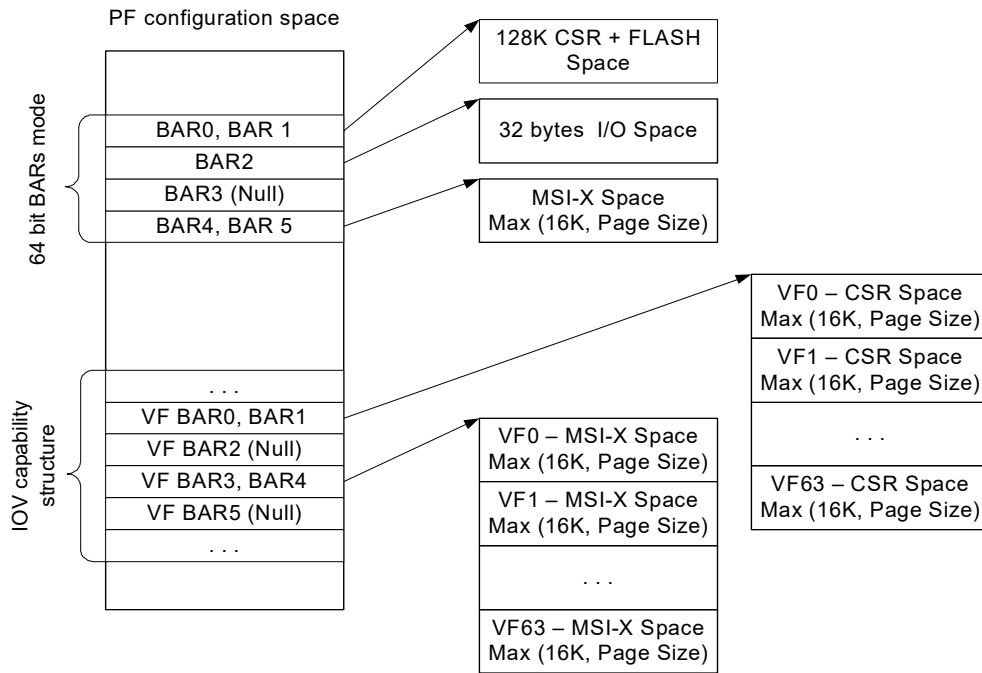 PF configuration space
128K CSR + FLASH
Space
64 bit BARs mode
BAR0, BAR 1
BAR2
BAR3 (Null)
BAR4, BAR 5
32 bytes I/O Space
MSI-X Space
Max (16K, Page Size)
IOV capability
structure
. . .
VF BAR0, BAR1
VF BAR2 (Null)
VF BAR3, BAR4
VF BAR5 (Null)
. . .
VF0 – MSI-X Space
Max (16K, Page Size)
VF1 – MSI-X Space
Max (16K, Page Size)
. . .
VF63 – MSI-X Space
Max (16K, Page Size)
VF0 – CSR Space
Max (16K, Page Size)
VF1 – CSR Space
Max (16K, Page Size)
. . .
VF63 – CSR Space
Max (16K, Page Size)